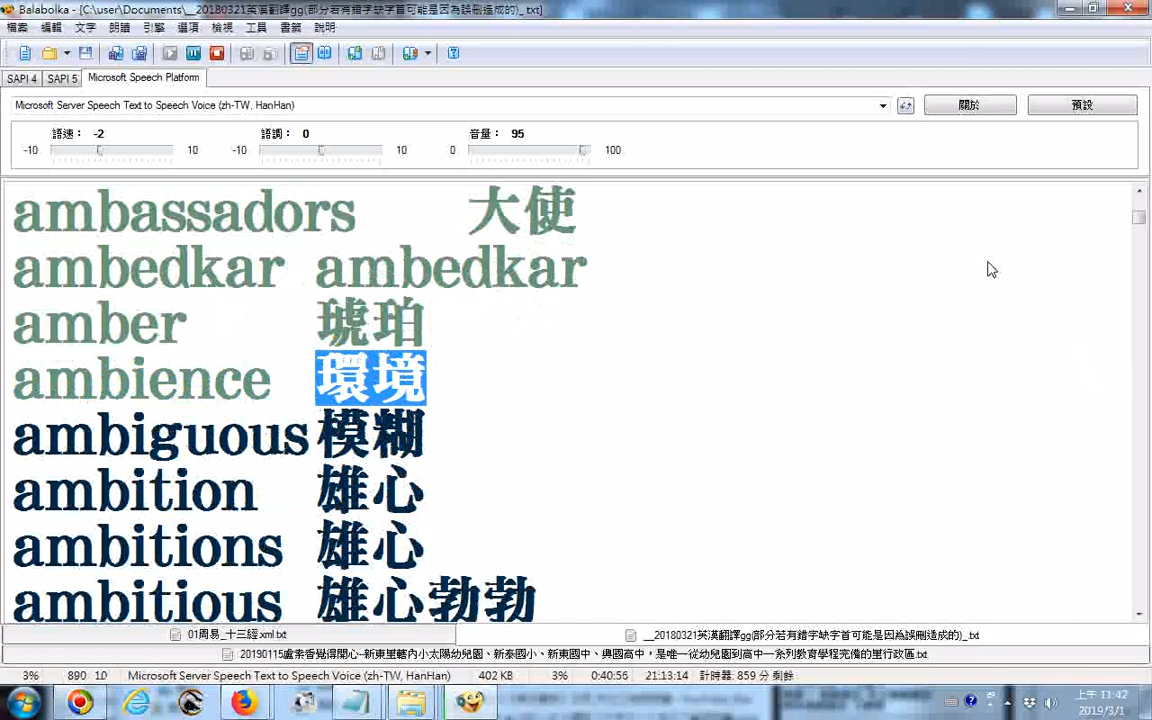 Balabolka - [C:\user\Documents\__20180321英漢翻譯gg(部分若有錯字缺字首可能是因為誤刪造成的)_.txt]
檔案 編輯 文字 朗讀 引擎 選項 檢視 工具 書籤 說明
SAPI 4 SAPI 5 Microsoft Speech Platform
Microsoft Server Speech Text to Speech Voice (zh-TW, HanHan) 關於 預設
語速： -2 語調： 0 音量： 95
-10 10 -10 10 0 100
ambassadors 大使
ambedkar ambedkar
amber 琥珀
ambience 環境
ambiguous 模糊
ambition 雄心
ambitions 雄心
ambitious 雄心勃勃
01周易_十三經.xml.txt __20180321英漢翻譯gg(部分若有錯字缺字首可能是因為誤刪造成的)_.txt
20190115盧素香覺得開心-新東里轄內小太陽幼兒園、新泰國小、新東國中、興國高中，是唯一從幼兒園到高中一系列教育學程完備的里行政區.txt
3% 890 10 Microsoft Server Speech Text to Speech Voice (zh-TW, HanHan) 402 KB 3% 0:40:56 21:13:14 計時器: 859 分 剩餘
上午 11:42
2019/3/1